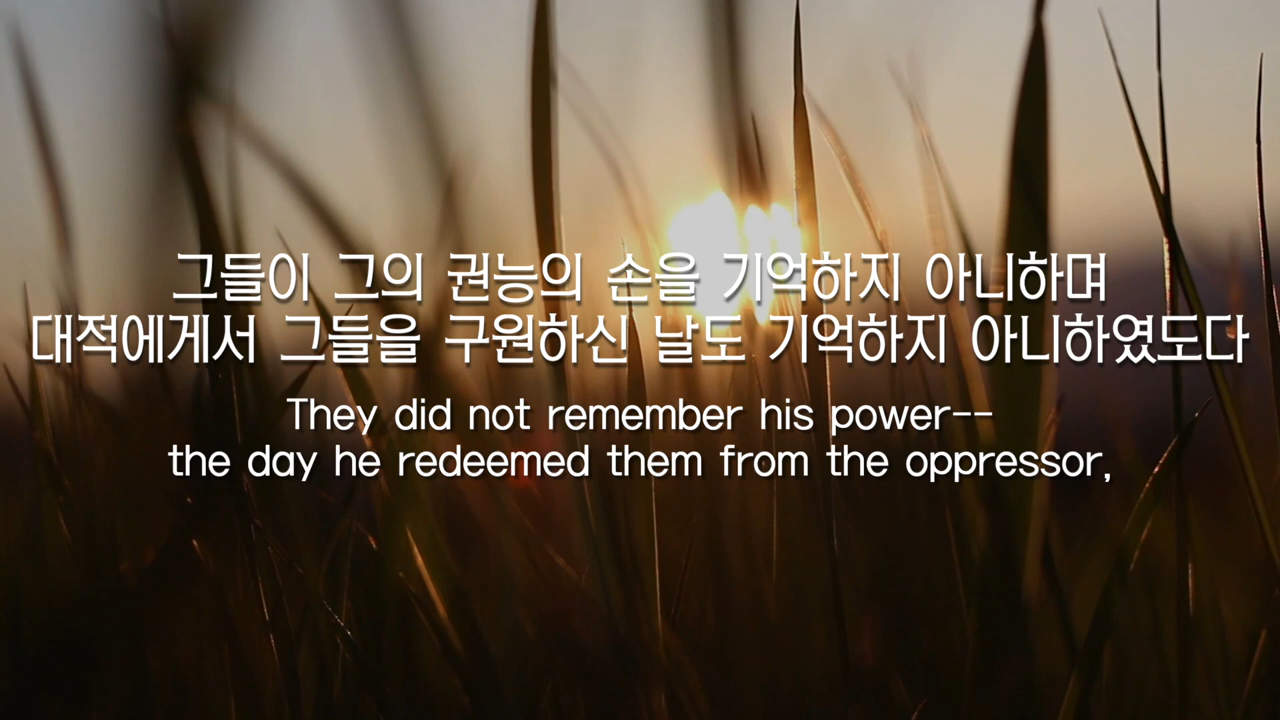 그들이 그의 권능의 손을 기억하지 아니하며
대적에게서 그들을 구원하신 날도 기억하지 아니하였도다
They did not remember his power--
the day he redeemed them from the oppressor,